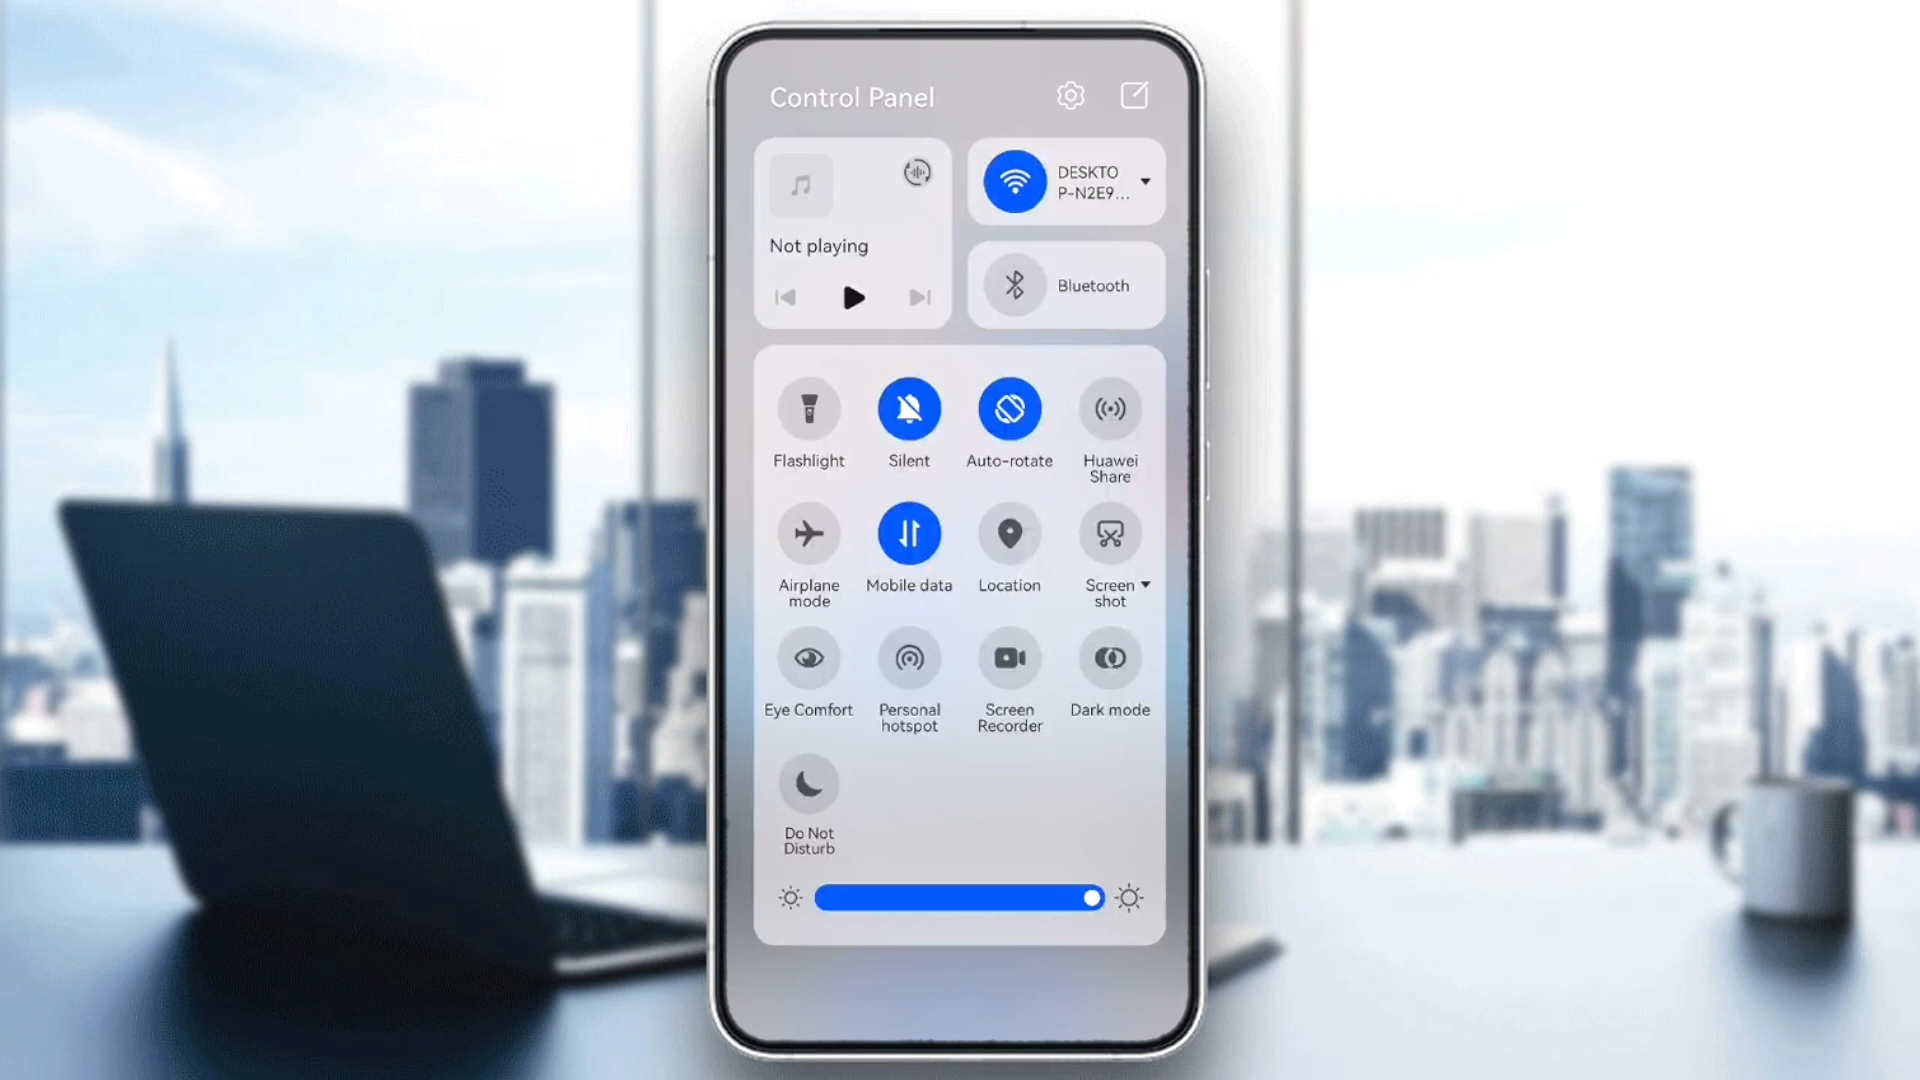 Control Panel
DESKTO
P-N2E9...
Not playing
Bluetooth
Flashlight
Silent
Auto-rotate
Huawei
Share
Airplane
mode
Mobile data
Location
Screen
shot
Eye Comfort
Personal
hotspot
Screen
Recorder
Dark mode
Do Not
Disturb